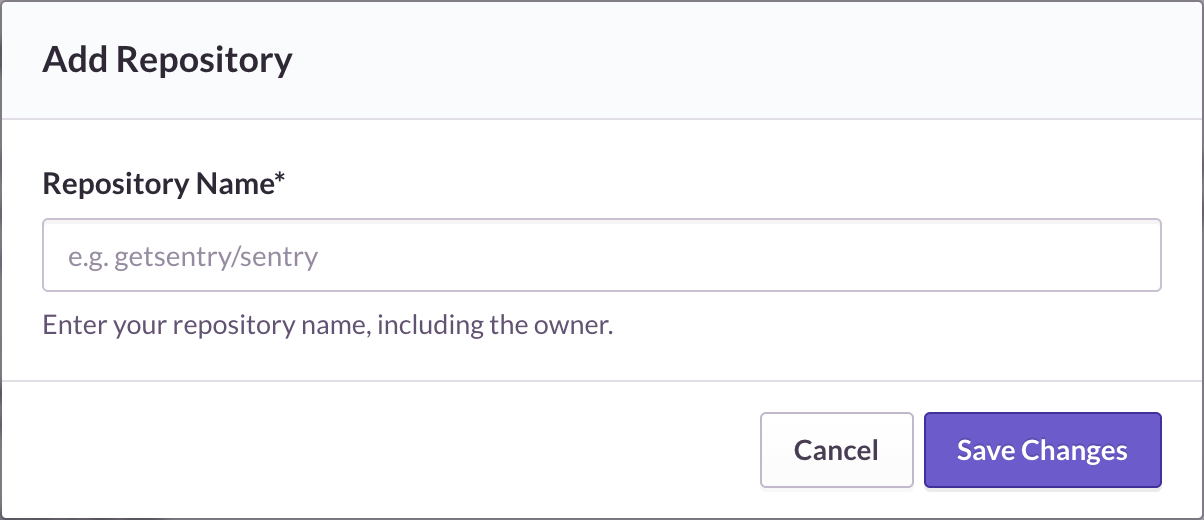 Add Repository
Repository Name*
e.g. getsentry/sentry
Enter your repository name, including the owner.
Cancel
Save Changes